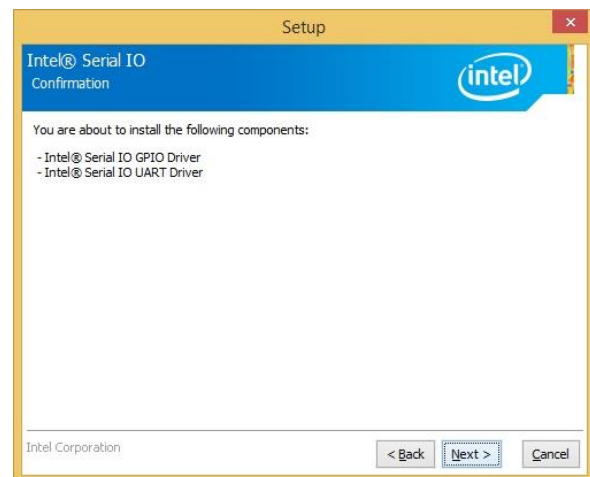 Setup
Intel® Serial IO
Confirmation
intel
You are about to install the following components:
- Intel® Serial IO GPIO Driver
- Intel® Serial IO UART Driver
Intel Corporation
< Back
Next >
Cancel